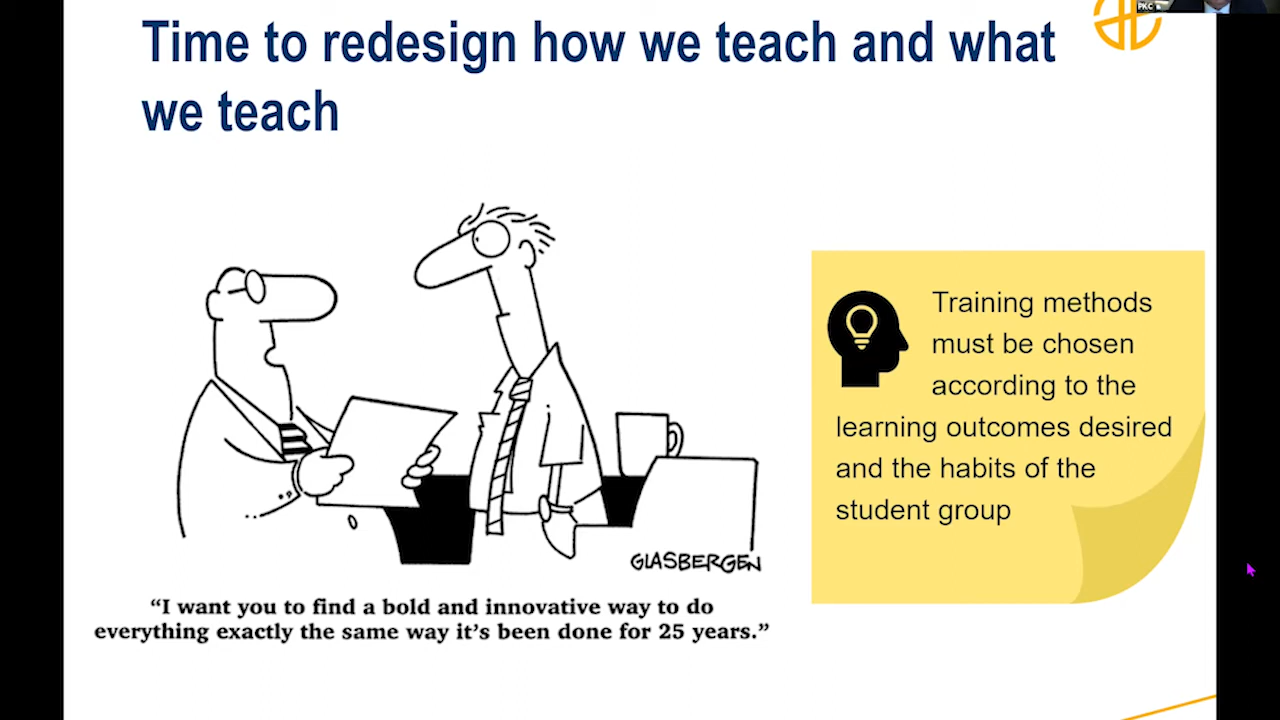 PKC
Time to redesign how we teach and what
we teach
Training methods
must be chosen
according to the
learning outcomes desired
and the habits of the
student group
GLASBERGEN
“I want you to find a bold and innovative way to do
everything exactly the same way it’s been done for 25 years.”